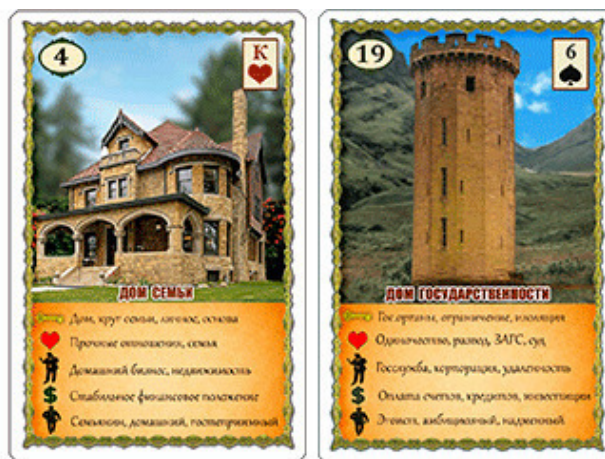 4
К
ДОМ СЕМЬИ
Дом, круг семьи, личное, основа
Прочные отношения, семья
Домашний бизнес, недвижимость
$ Стабильное финансовое положение
Семьянин, домашний, гостеприимный
19
6
ДОМ ГОСУДАРСТВЕННОСТИ
Гос.органы, ограничение, изоляция
Одиночество, развод, ЗАГС, суд
Госслужба, корпорация, удаленность
$ Оплата счетов, кредитов, инвестиция
Эгоист, амбициозный, надменный